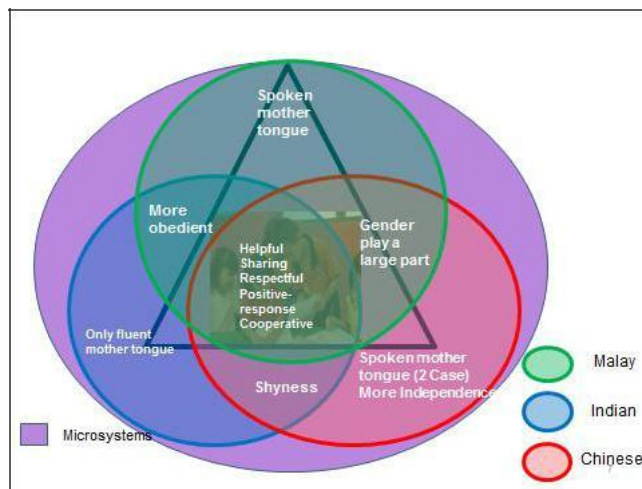 Spoken
mother
tongue
More
obedient
Gender
play a
large part
Helpful
Sharing
Respectful
Positive-
response
Cooperative
Only fluent
mother tongue
Spoken mother
tongue (2 Case)
More Independence
Shyness
Microsystems
Malay
Indian
Chinese